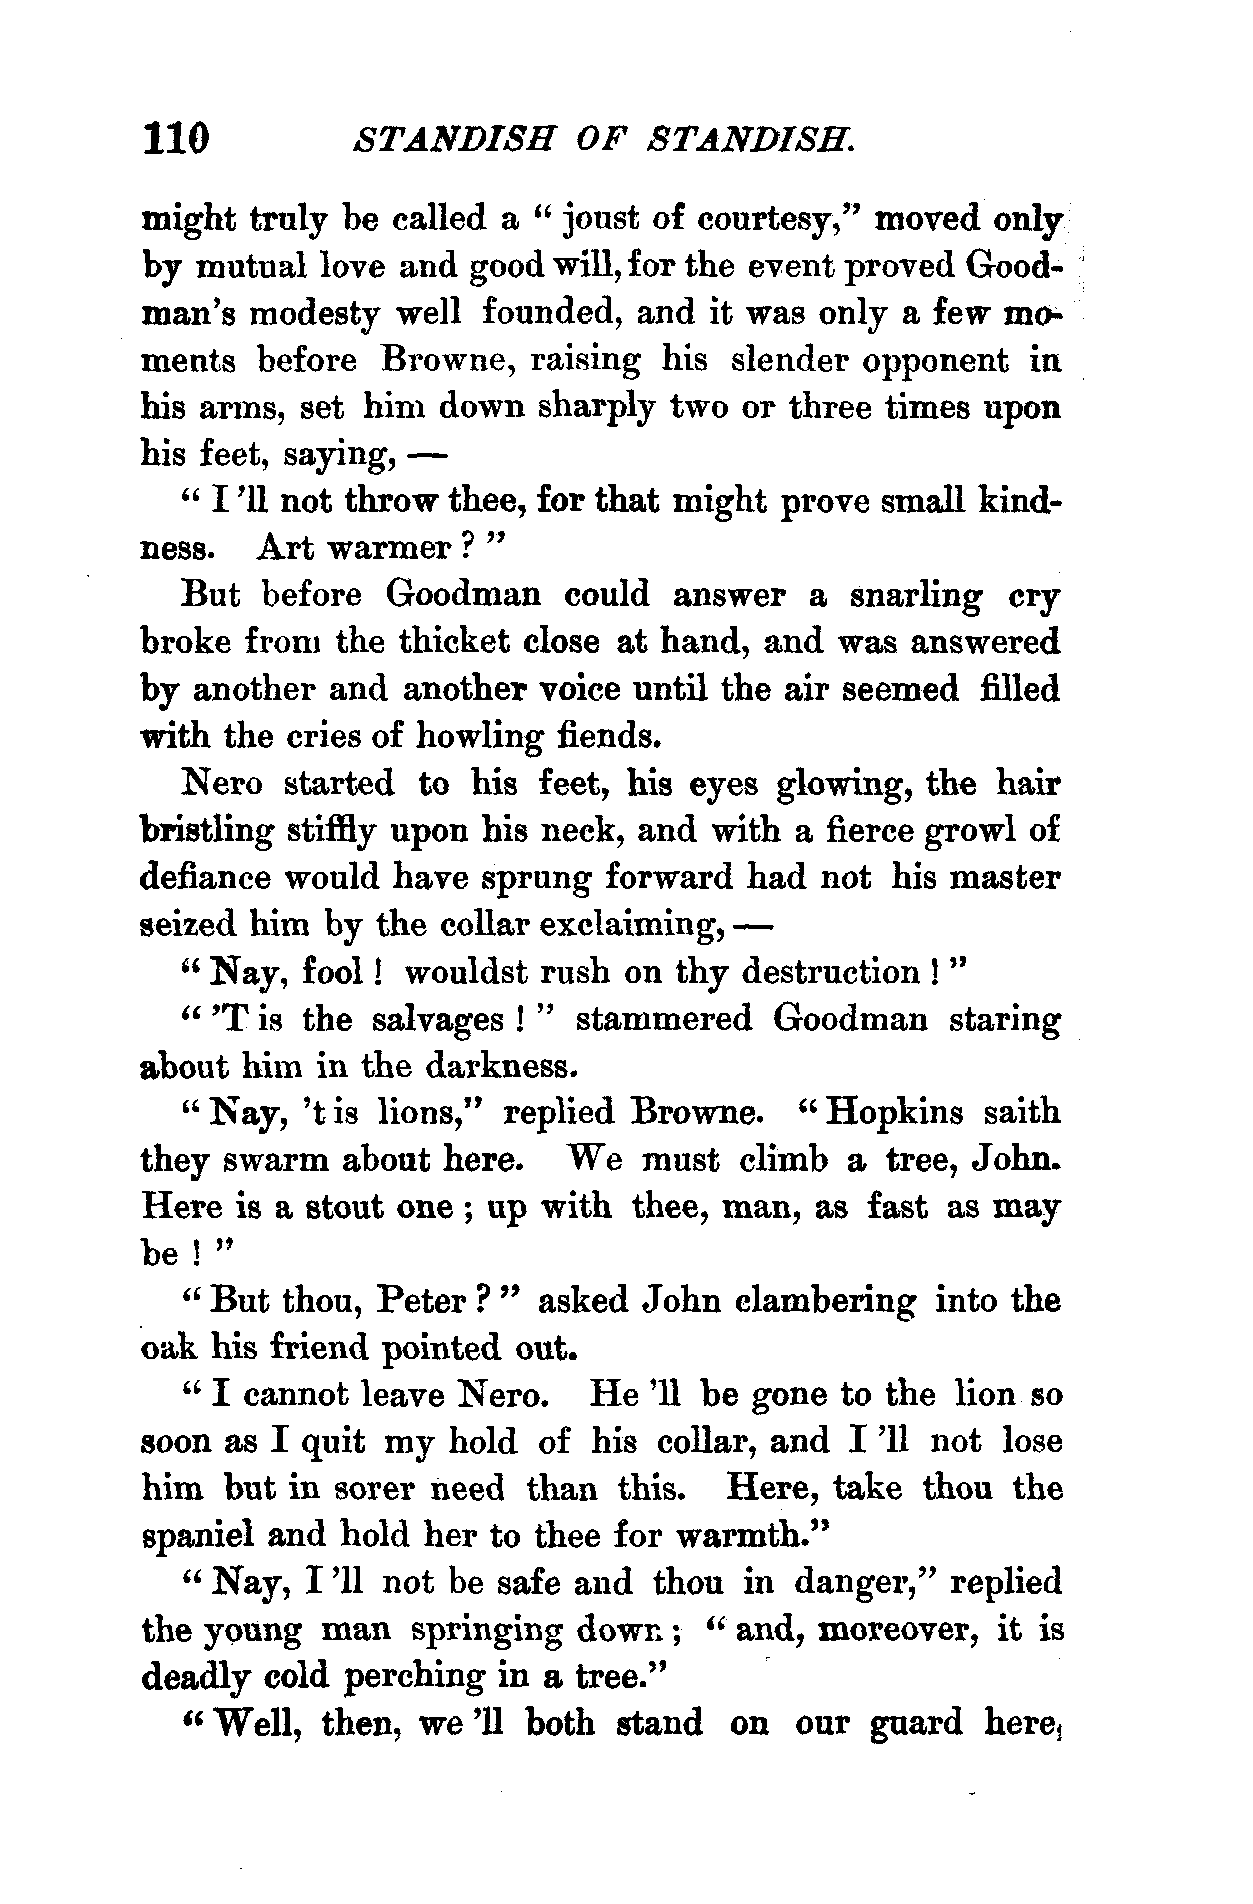 110 STANDISH OF STANDISH.
might truly be called a " joust of courtesy," moved only
by mutual love and good will, for the event proved Good-
man's modesty well founded, and it was only a few mo-
ments before Browne, raising his slender opponent in
his arms, set him down sharply two or three times upon
his feet, saying, —
" I 'll not throw thee, for that might prove small kind-
ness. Art warmer ? "
But before Goodman could answer a snarling cry
broke from the thicket close at hand, and was answered
by another and another voice until the air seemed filled
with the cries of howling fiends.
Nero started to his feet, his eyes glowing, the hair
bristling stiffly upon his neck, and with a fierce growl of
defiance would have sprung forward had not his master
seized him by the collar exclaiming, —
" Nay, fool ! wouldst rush on thy destruction ! "
" 'T is the salvages ! " stammered Goodman staring
about him in the darkness.
" Nay, 't is lions," replied Browne. " Hopkins saith
they swarm about here. We must climb a tree, John.
Here is a stout one ; up with thee, man, as fast as may
be ! "
" But thou, Peter ? " asked John clambering into the
oak his friend pointed out.
" I cannot leave Nero. He 'll be gone to the lion so
soon as I quit my hold of his collar, and I 'll not lose
him but in sorer need than this. Here, take thou the
spaniel and hold her to thee for warmth."
" Nay, I 'll not be safe and thou in danger," replied
the young man springing down ; " and, moreover, it is
deadly cold perching in a tree."
" Well, then, we 'll both stand on our guard here,